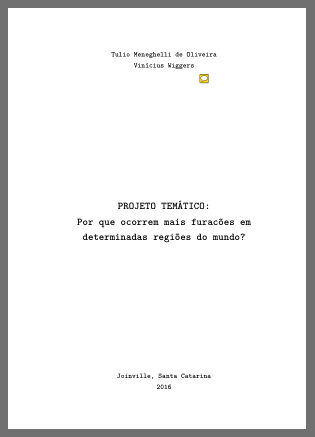 Tulio Meneghelli de Oliveira
Vinícius Wiggers
PROJETO TEMÁTICO:
Por que ocorrem mais furacões em
determinadas regiões do mundo?
Joinville, Santa Catarina
2016